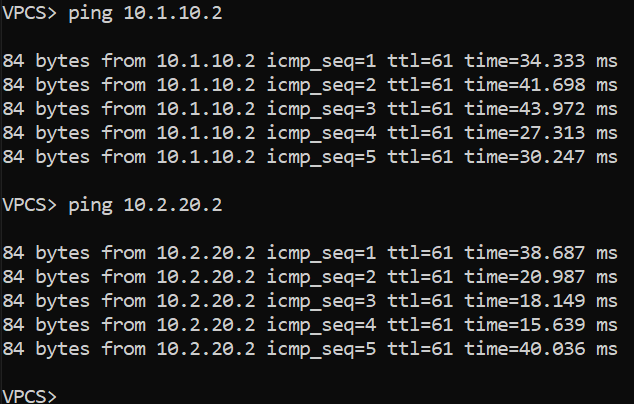 VPCS> ping 10.1.10.2
84 bytes from 10.1.10.2 icmp_seq=1 ttl=61 time=34.333 ms
84 bytes from 10.1.10.2 icmp_seq=2 ttl=61 time=41.698 ms
84 bytes from 10.1.10.2 icmp_seq=3 ttl=61 time=43.972 ms
84 bytes from 10.1.10.2 icmp_seq=4 ttl=61 time=27.313 ms
84 bytes from 10.1.10.2 icmp_seq=5 ttl=61 time=30.247 ms
VPCS> ping 10.2.20.2
84 bytes from 10.2.20.2 icmp_seq=1 ttl=61 time=38.687 ms
84 bytes from 10.2.20.2 icmp_seq=2 ttl=61 time=20.987 ms
84 bytes from 10.2.20.2 icmp_seq=3 ttl=61 time=18.149 ms
84 bytes from 10.2.20.2 icmp_seq=4 ttl=61 time=15.639 ms
84 bytes from 10.2.20.2 icmp_seq=5 ttl=61 time=40.036 ms
VPCS>